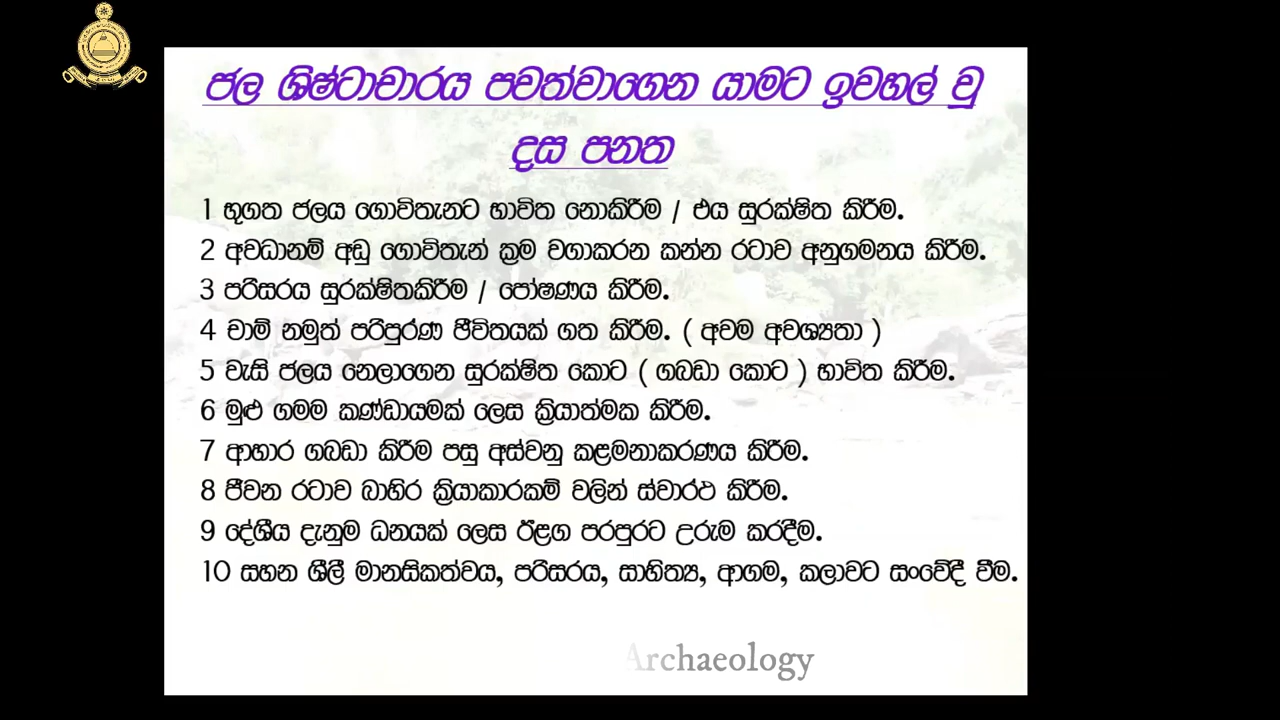 ජල ශිෂ්ටාචාරය පවත්වාගෙන යාමට ඉවහල් වූ
දස පනත
1 භූගත ජලය ගොවිතැනට භාවිත නොකිරීම / එය සුරක්ෂිත කිරීම.
2 අවධානම් අඩු ගොවිතැන් ක්‍රම වගාකරන කන්න රටාව අනුගමනය කිරීම.
3 පරිසරය සුරක්ෂිතකිරීම / පෝෂණය කිරීම.
4 චාම් නමුත් පරිපුර්ණ ජීවිතයක් ගත කිරීම. ( අවම අවශ්‍යතා )
5 වැසි ජලය නෙලාගෙන සුරක්ෂිත කොට ( ගබඩා කොට ) භාවිත කිරීම.
6 මුළු ගමම කණ්ඩායමක් ලෙස ක්‍රියාත්මක කිරීම.
7 ආහාර ගබඩා කිරීම පසු අස්වනු කළමනාකරණය කිරීම.
8 ජීවන රටාව බාහිර ක්‍රියාකාරකම් වලින් ස්වාර්ථ කිරීම.
9 දේශීය දැනුම ධනයක් ලෙස ඊළග පරපුරට උරුම කරදීම.
10 සහන ශීලී මානසිකත්වය, පරිසරය, සාහිත්‍ය, ආගම, කලාවට සංවේදී වීම.
Archaeology